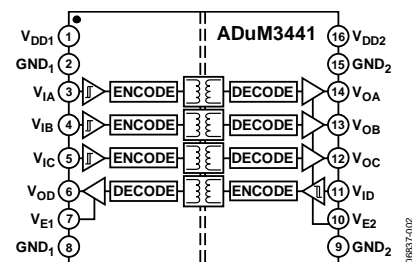 ADuM3441
VDD1 1 16 VDD2
GND1 2 15 GND2
VIA 3 ENCODE DECODE 14 VOA
VIB 4 ENCODE DECODE 13 VOB
VIC 5 ENCODE DECODE 12 VOC
VOD 6 DECODE ENCODE 11 VID
VE1 7 10 VE2
GND1 8 9 GND2
06837-002